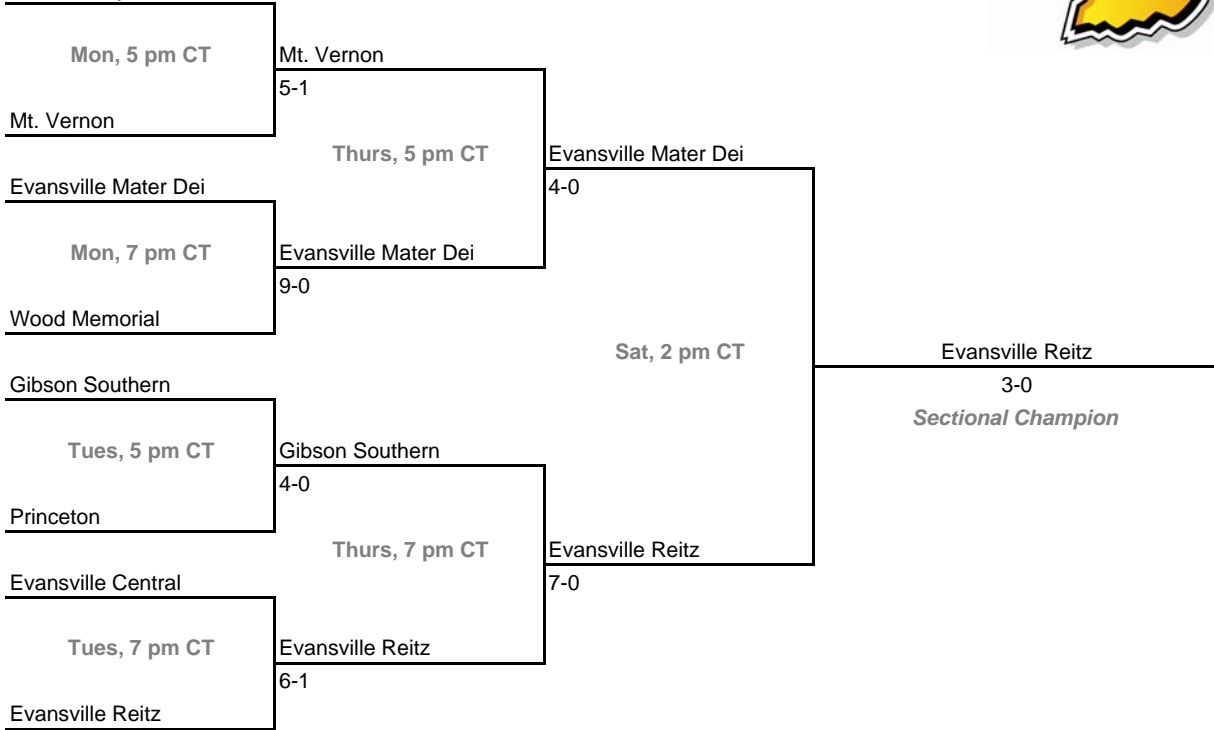 Mon, 5 pm CT
Mt. Vernon
5-1
Mt. Vernon
Thurs, 5 pm CT
Evansville Mater Dei
4-0
Evansville Mater Dei
Mon, 7 pm CT
Evansville Mater Dei
9-0
Wood Memorial
Sat, 2 pm CT
Evansville Reitz
3-0
Sectional Champion
Gibson Southern
Tues, 5 pm CT
Gibson Southern
4-0
Princeton
Thurs, 7 pm CT
Evansville Reitz
7-0
Evansville Central
Tues, 7 pm CT
Evansville Reitz
6-1
Evansville Reitz